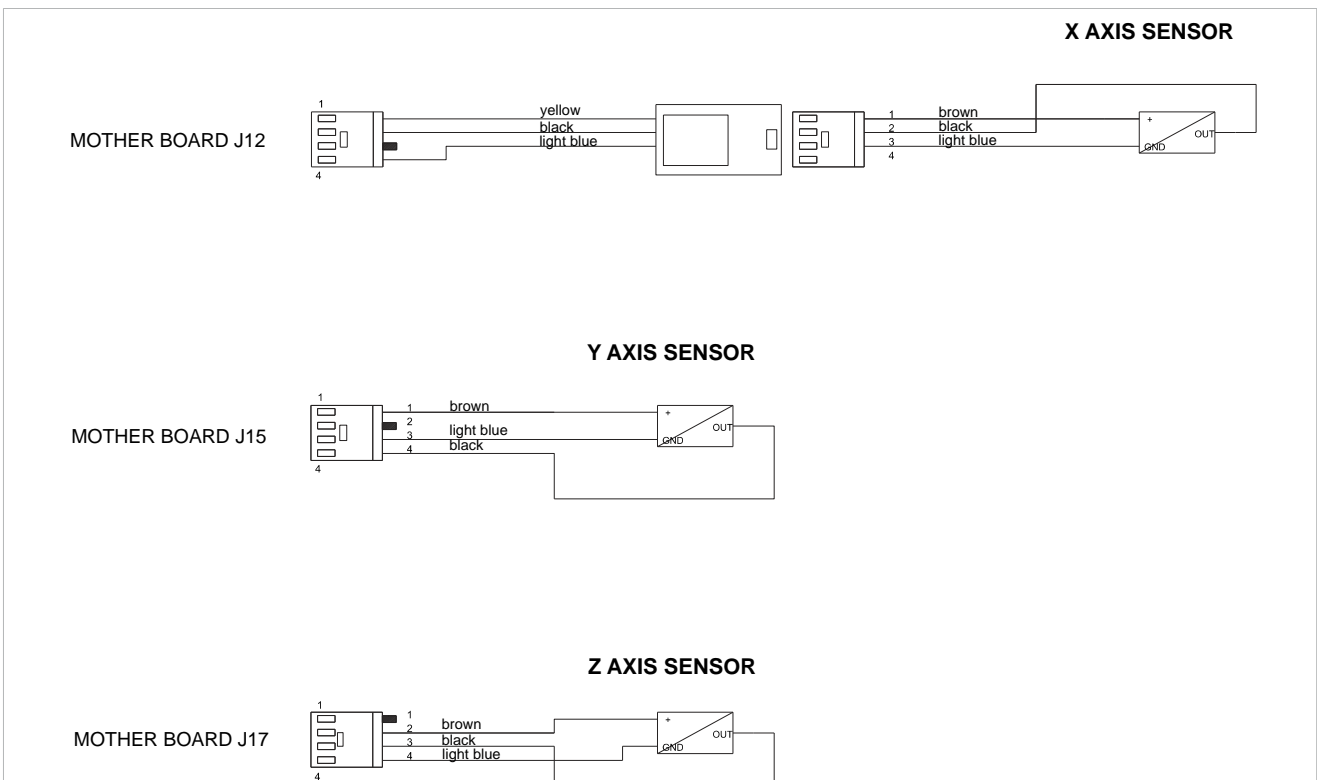 X AXIS SENSOR
1
yellow
black
light blue
4
MOTHER BOARD J12
1 brown
2 black
3 light blue
4
+
OUT
GND
Y AXIS SENSOR
1
4
MOTHER BOARD J15
1 brown
2
3 light blue
4 black
+
OUT
GND
Z AXIS SENSOR
1
4
MOTHER BOARD J17
1
2 brown
3 black
4 light blue
+
OUT
GND